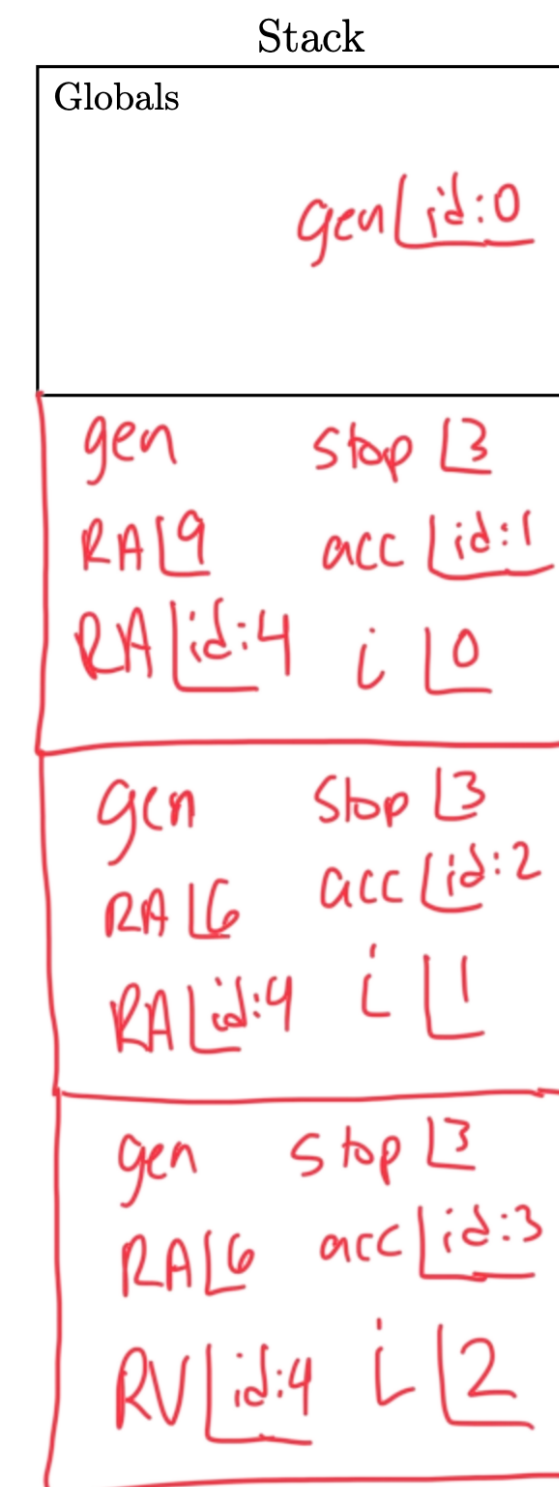 Stack
Globals
gen id:0
gen stop 3
RA 9 acc id:1
RA id:4 i 0
gen stop 3
RA 6 acc id:2
RA id:4 i 1
gen stop 3
RA 6 acc id:3
RV id:4 i 2